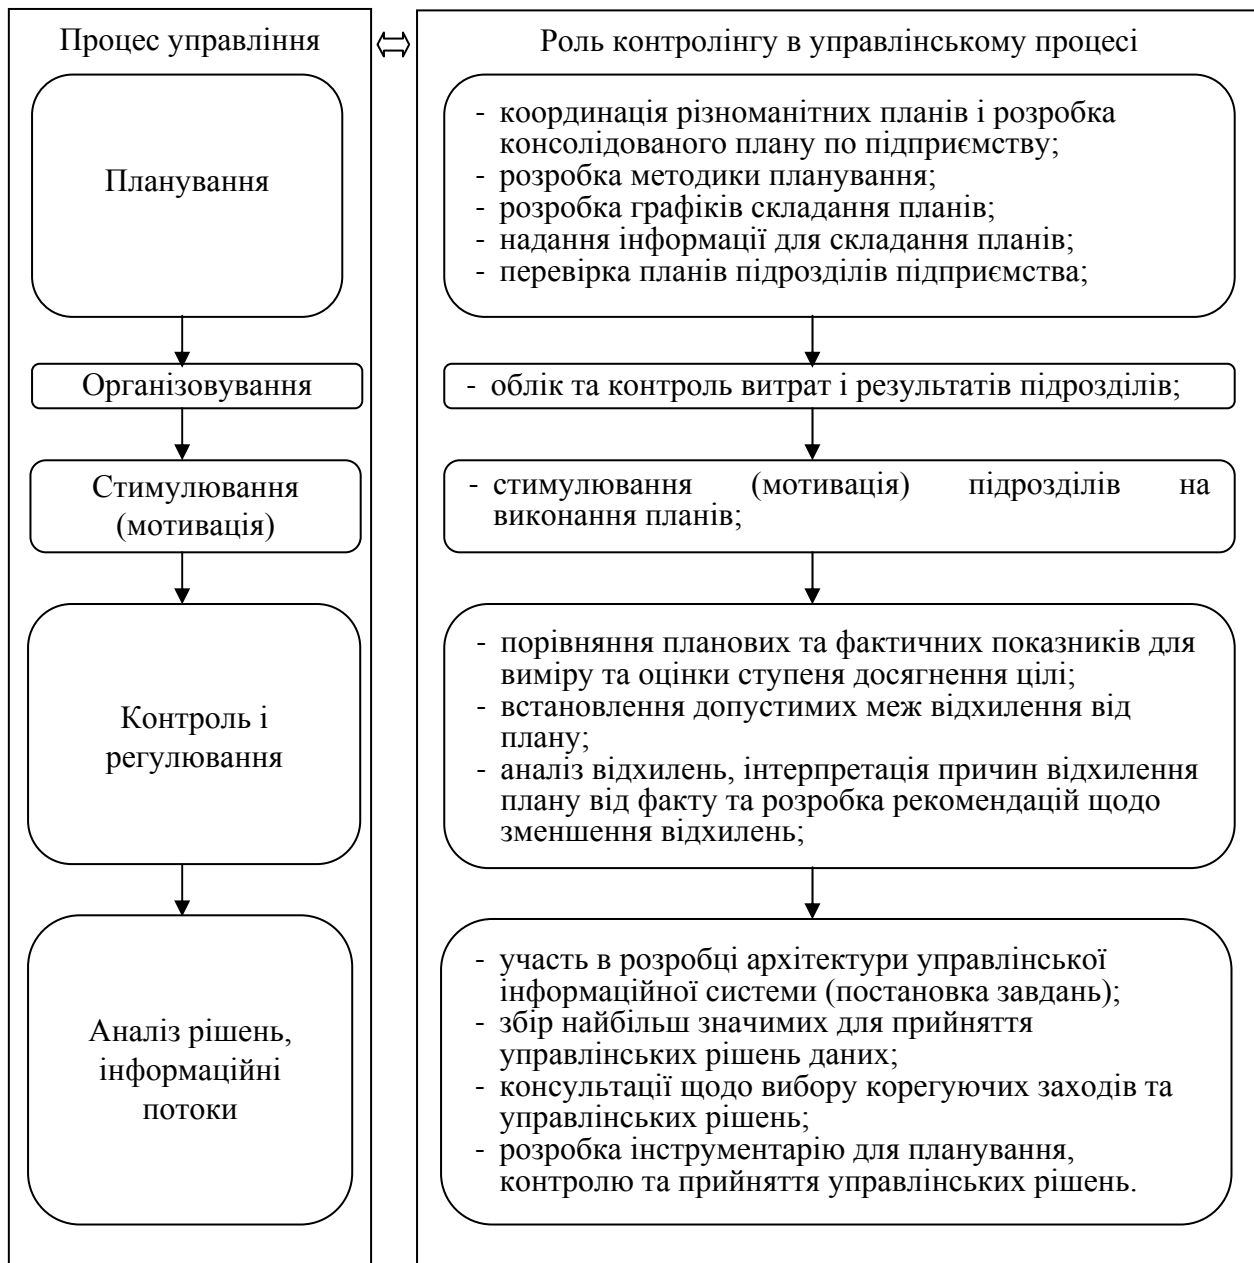 Процес управління
Роль контролінгу в управлінському процесі
Планування
- координація різноманітних планів і розробка
консолідованого плану по підприємству;
- розробка методики планування;
- розробка графіків складання планів;
- надання інформації для складання планів;
- перевірка планів підрозділів підприємства;
Організовування
- облік та контроль витрат і результатів підрозділів;
Стимулювання
(мотивація)
- стимулювання (мотивація) підрозділів на
виконання планів;
Контроль і
регулювання
- порівняння планових та фактичних показників для
виміру та оцінки ступеня досягнення цілі;
- встановлення допустимих меж відхилення від
плану;
- аналіз відхилень, інтерпретація причин відхилення
плану від факту та розробка рекомендацій щодо
зменшення відхилень;
Аналіз рішень,
інформаційні
потоки
- участь в розробці архітектури управлінської
інформаційної системи (постановка завдань);
- збір найбільш значимих для прийняття
управлінських рішень даних;
- консультації щодо вибору корегуючих заходів та
управлінських рішень;
- розробка інструментарію для планування,
контролю та прийняття управлінських рішень.